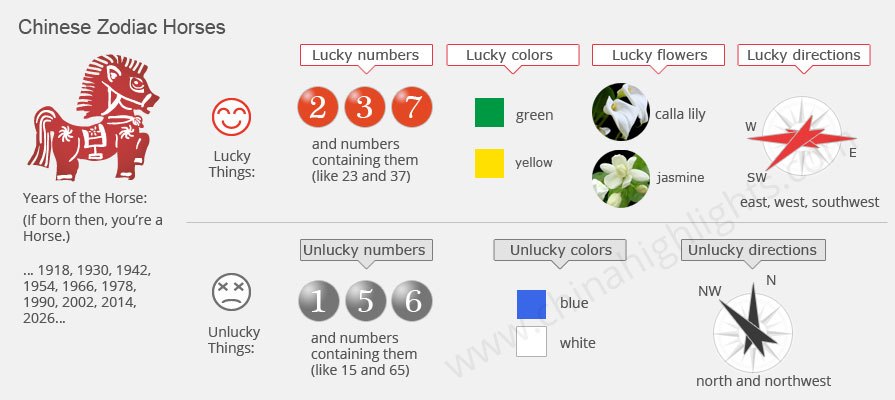 Chinese Zodiac Horses
Years of the Horse:
(If born then, you're a
Horse.)
... 1918, 1930, 1942,
1954, 1966, 1978,
1990, 2002, 2014,
2026...
Lucky
Things:
Lucky numbers
2 3 7
and numbers
containing them
(like 23 and 37)
Lucky colors
green
yellow
Lucky flowers
calla lily
jasmine
Lucky directions
W
E
SW
east, west, southwest
Unlucky
Things:
Unlucky numbers
1 5 6
and numbers
containing them
(like 15 and 65)
Unlucky colors
blue
white
Unlucky directions
NW
N
north and northwest
www.chinahighlights.com